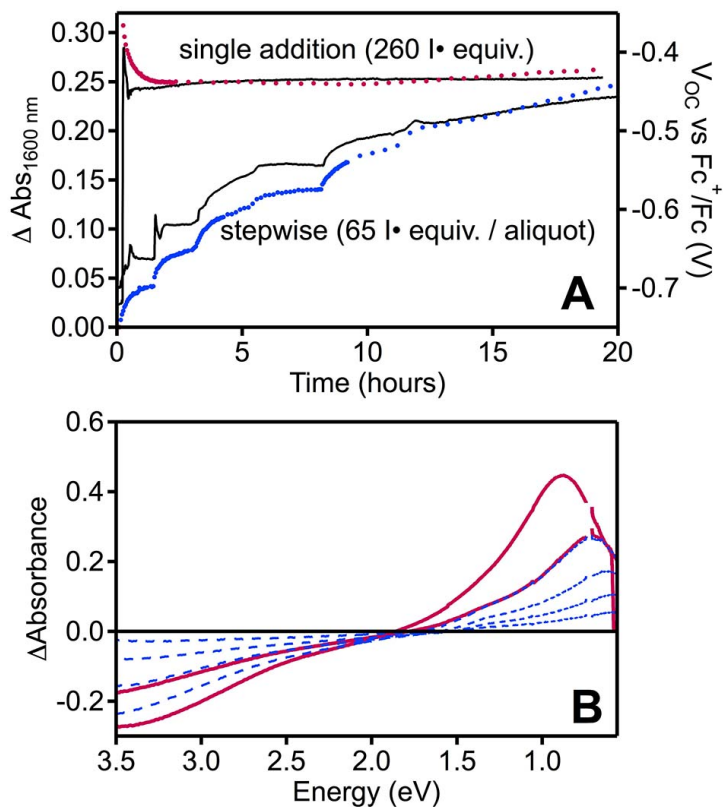 0.30
0.25
0.20
0.15
0.10
0.05
0.00
Δ Abs1600 nm
single addition (260 I• equiv.)
stepwise (65 I• equiv. / aliquot)
A
-0.4
-0.5
-0.6
-0.7
VOC vs Fc+/Fc (V)
0 5 10 15 20
Time (hours)
0.6
0.4
0.2
0.0
-0.2
ΔAbsorbance
B
3.5 3.0 2.5 2.0 1.5 1.0
Energy (eV)